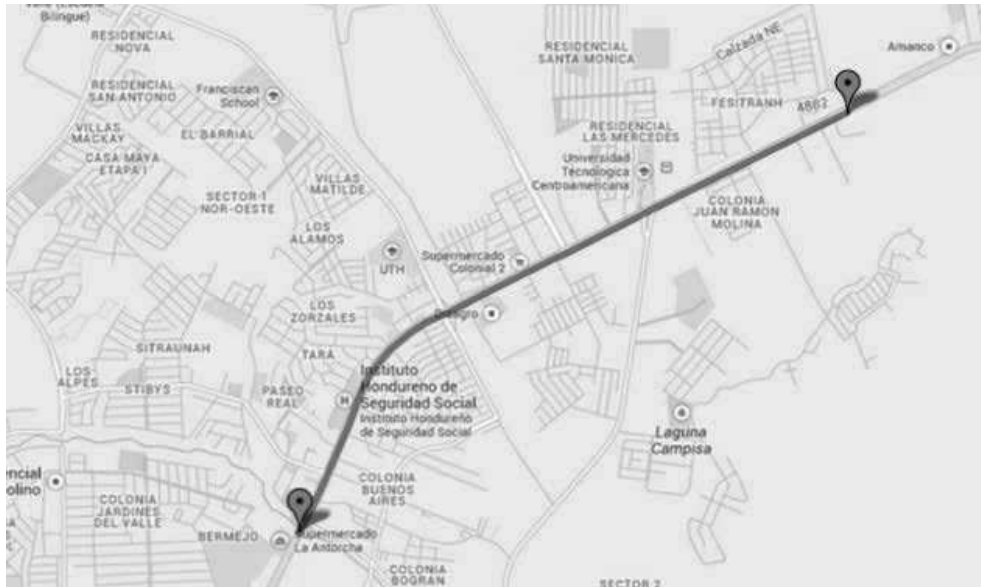 Bilingue)
RESIDENCIAL
NOVA
RESIDENCIAL
SAN ANTONIO
Franciscan
School
VILLAS
MACKAY
EL BARRIAL
CASA MAYA
ETAPA I
VILLAS
MATILDE
SECTOR 1
NOR-OESTE
LOS
ALAMOS
UTH
RESIDENCIAL
SANTA MONICA
Calzada NE
Amanco
FESITRANH
RESIDENCIAL
LAS MERCEDES
Universidad
Tecnologica
Centroamericana
COLONIA
JUAN RAMON
MOLINA
Supermercado
Colonial 2
LOS
ZORZALES
SITRAUNAH
TARA
LOS
ALPES
STIBYS
PASEO
REAL
H
Instituto
Hondureno de
Seguridad Social
Instituto Hondureño
de Seguridad Social
Laguna
Campisa
COLONIA
BUENOS
AIRES
COLONIA
JARDINES
DEL VALLE
BERMEJO
Supermercado
La Antorcha
COLONIA
BOGRAN
SECTOR 2